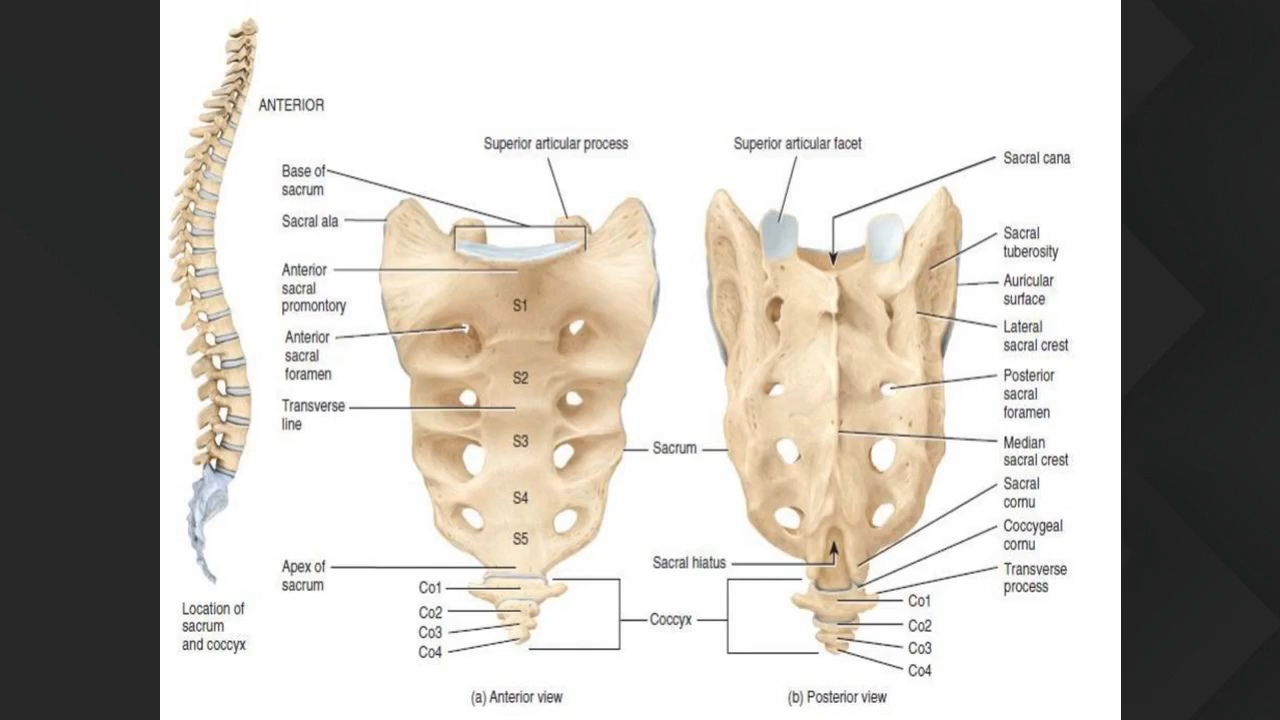 ANTERIOR
Location of
sacrum
and coccyx
Superior articular process
Base of
sacrum
Sacral ala
Anterior
sacral
promontory
Anterior
sacral
foramen
Transverse
line
Apex of
sacrum
S1
S2
S3
S4
S5
Co1
Co2
Co3
Co4
(a) Anterior view
Sacrum
Sacral hiatus
Coccyx
Superior articular facet
Sacral cana
Sacral
tuberosity
Auricular
surface
Lateral
sacral crest
Posterior
sacral
foramen
Median
sacral crest
Sacral
cornu
Coccygeal
cornu
Transverse
process
Co1
Co2
Co3
Co4
(b) Posterior view